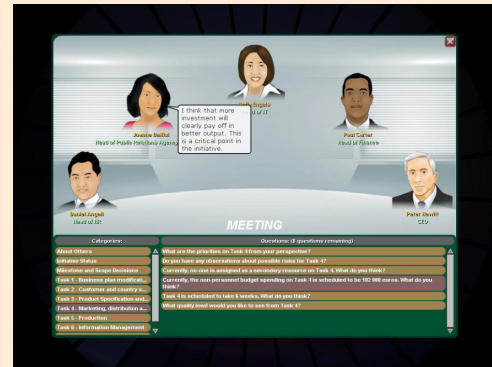 Head of IT
I think that more
investment will
clearly pay off in
better output. This
is a critical point in
the initiative.
Head of Public Relations Agency
Paul Carter
Head of Finance
Daniel Angeli
Head of HR
Peter Hewitt
CEO
MEETING
Categories:
About Others
Initiative Status
Milestone and Scope Decisions
Task 1 - Business plan modificati...
Task 2 - Customer and country s...
Task 3 - Product Specification and...
Task 4 - Marketing, distribution a...
Task 5 - Production
Task 6 - Information Management
Questions: (8 questions remaining)
What are the priorities on Task 4 from your perspective?
Do you have any observations about possible risks for Task 4?
Currently, no one is assigned as a secondary resource on Task 4. What do you think?
Currently, the non-personnel budget spending on Task 4 is scheduled to be 102 000 euros. What do you
think?
Task 4 is scheduled to take 6 weeks. What do you think?
What quality level would you like to see from Task 4?